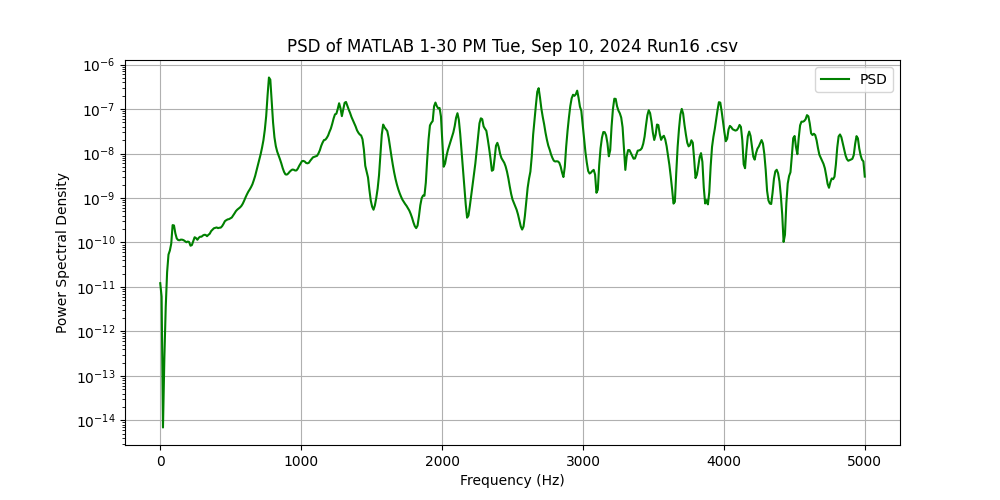 PSD of MATLAB 1-30 PM Tue, Sep 10, 2024 Run16 .csv
PSD
Power Spectral Density
10⁻⁶
10⁻⁷
10⁻⁸
10⁻⁹
10⁻¹⁰
10⁻¹¹
10⁻¹²
10⁻¹³
10⁻¹⁴
0 1000 2000 3000 4000 5000
Frequency (Hz)